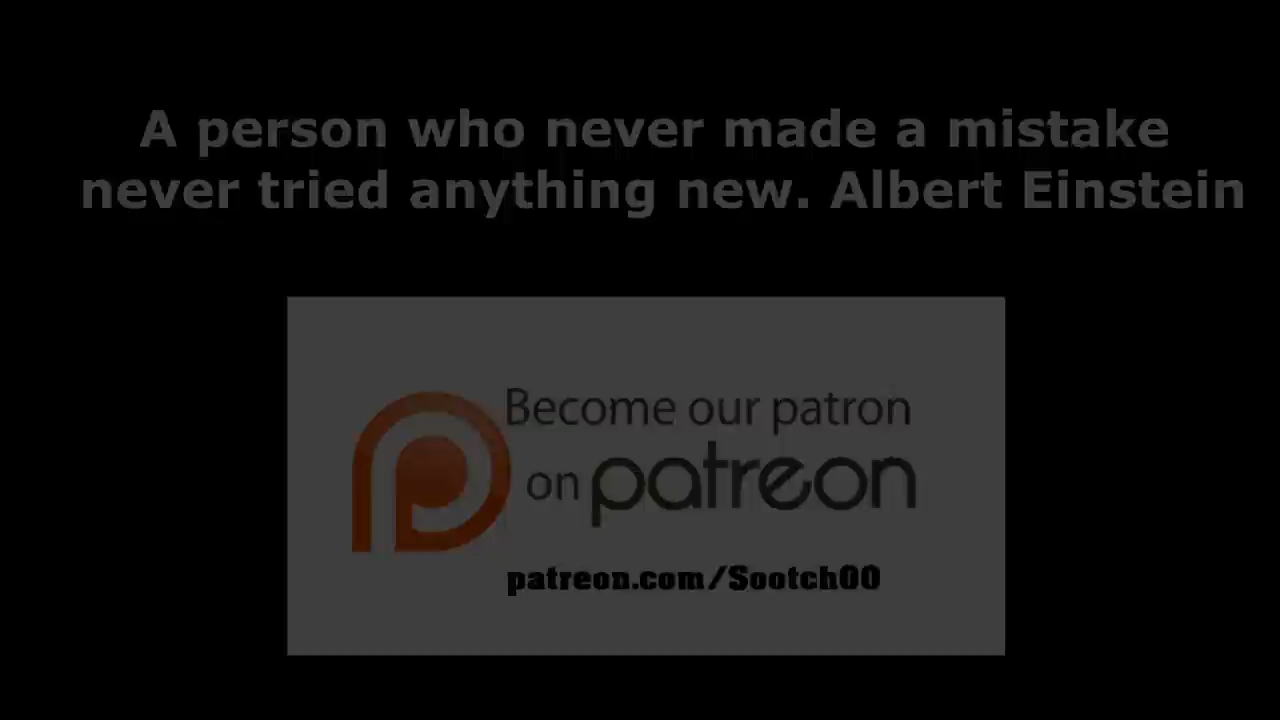 A person who never made a mistake
never tried anything new. Albert Einstein
Become our patron
on patreon
patreon.com/Sootch00